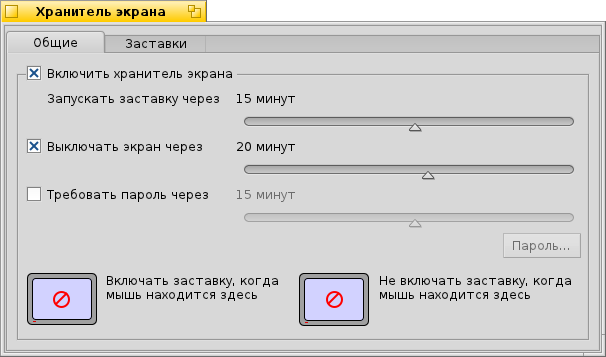 Хранитель экрана
Общие
Заставки
Включить хранитель экрана
Запускать заставку через 15 минут
Выключать экран через 20 минут
Требовать пароль через 15 минут
Пароль...
Включать заставку, когда
мышь находится здесь
Не включать заставку, когда
мышь находится здесь